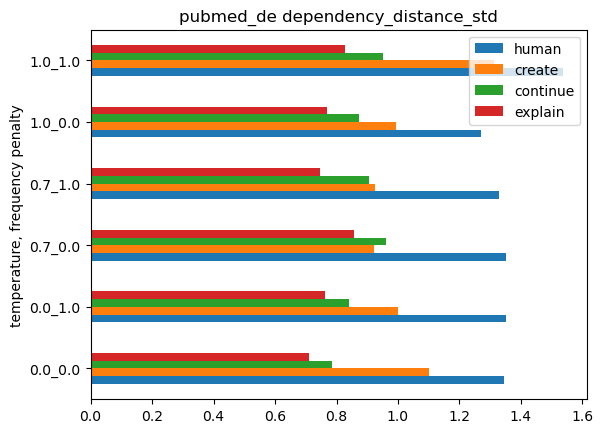 pubmed_de dependency_distance_std
human
create
continue
explain
temperature, frequency penalty
1.0_1.0
1.0_0.0
0.7_1.0
0.7_0.0
0.0_1.0
0.0_0.0
0.0 0.2 0.4 0.6 0.8 1.0 1.2 1.4 1.6